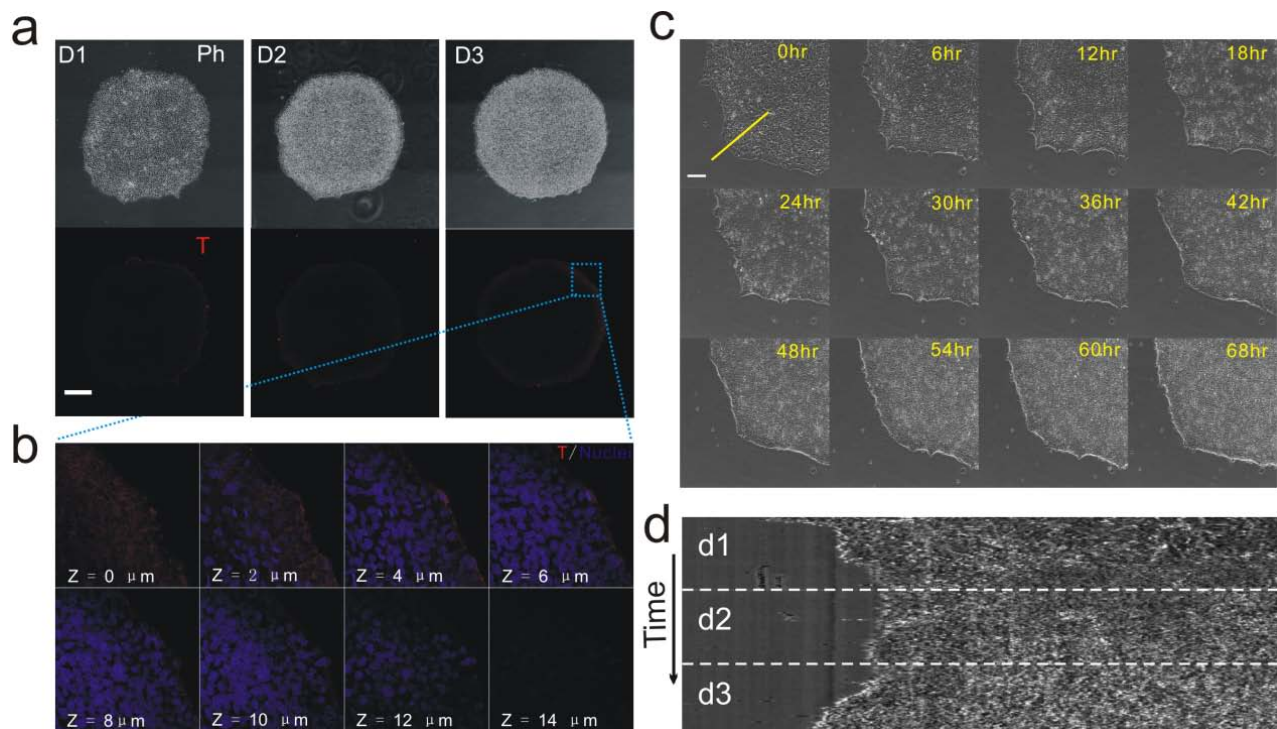 a
D1
Ph
D2
D3
T
b
T/Nuclei
Z = 0 μm
Z = 2 μm
Z = 4 μm
Z = 6 μm
Z = 8 μm
Z = 10 μm
Z = 12 μm
Z = 14 μm
c
0hr
6hr
12hr
18hr
24hr
30hr
36hr
42hr
48hr
54hr
60hr
68hr
d
Time
d1
d2
d3